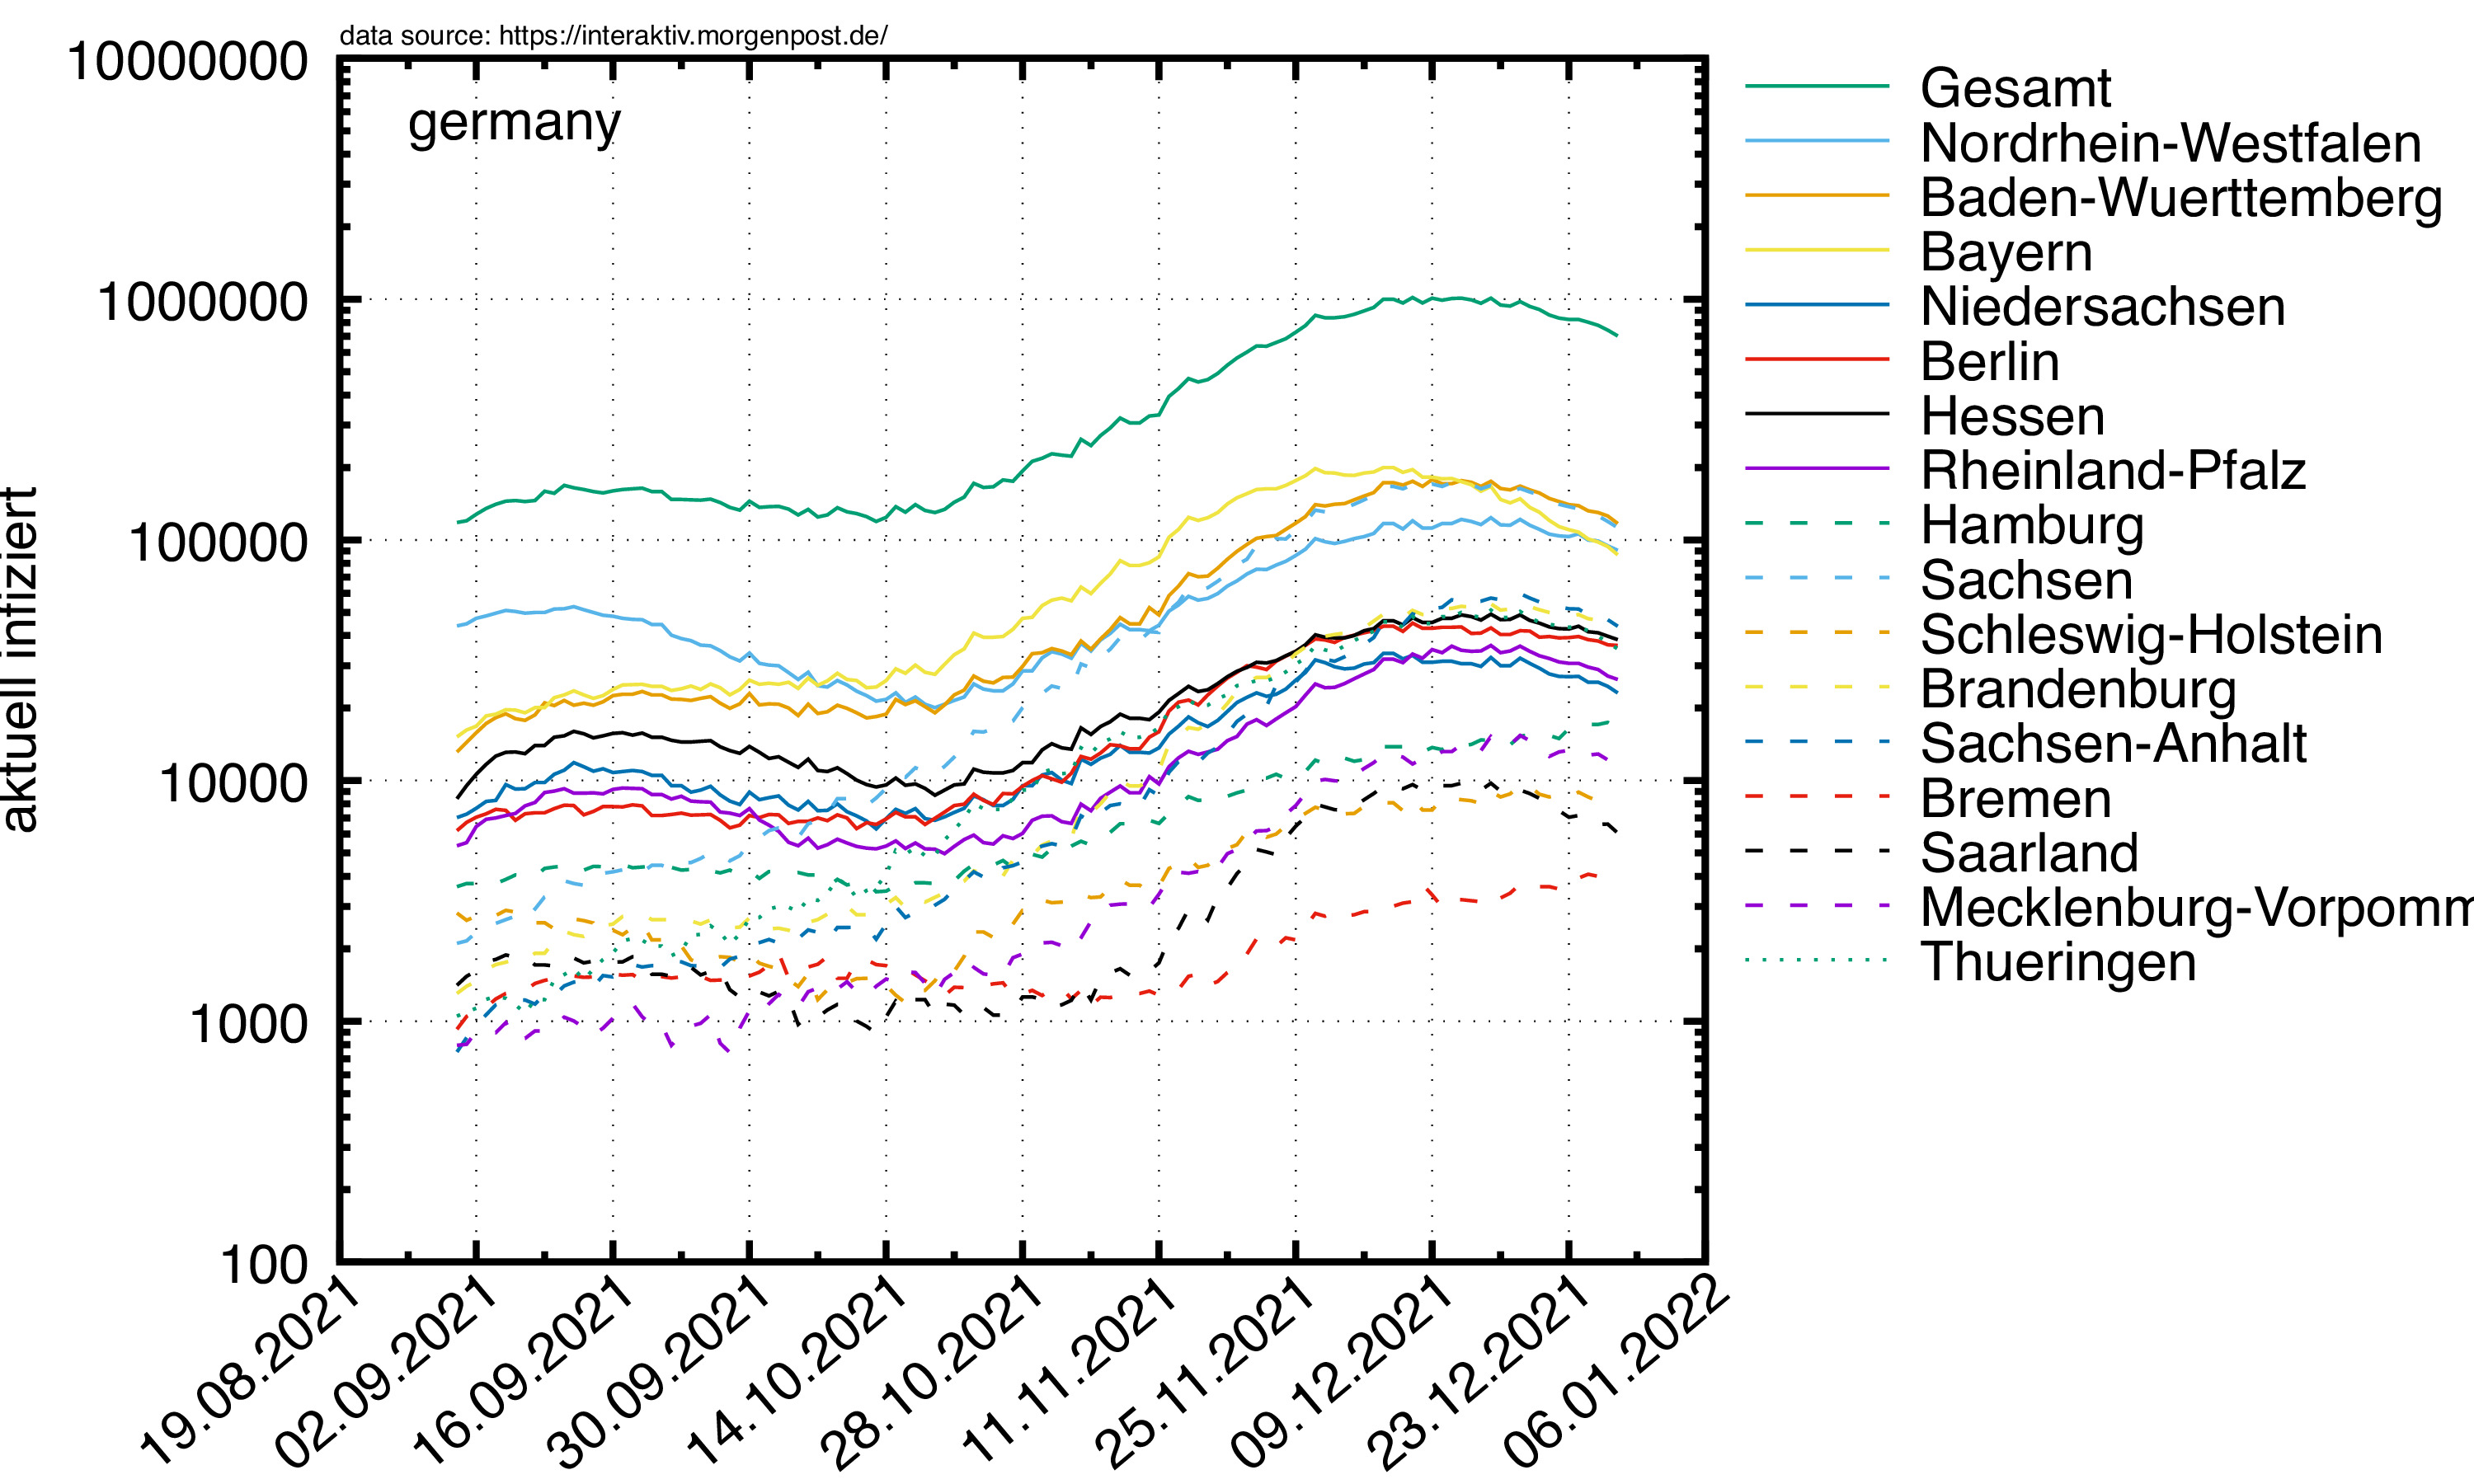 data source: https://interaktiv.morgenpost.de/
germany
aktuell infiziert
10000000
1000000
100000
10000
1000
100
19.08.2021
02.09.2021
16.09.2021
30.09.2021
14.10.2021
28.10.2021
11.11.2021
25.11.2021
09.12.2021
23.12.2021
06.01.2022
Gesamt
Nordrhein-Westfalen
Baden-Wuerttemberg
Bayern
Niedersachsen
Berlin
Hessen
Rheinland-Pfalz
Hamburg
Sachsen
Schleswig-Holstein
Brandenburg
Sachsen-Anhalt
Bremen
Saarland
Mecklenburg-Vorpomm
Thueringen